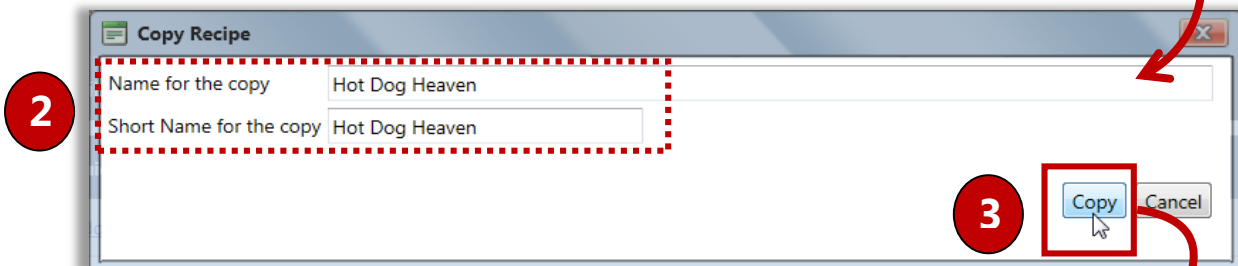 Copy Recipe
2
Name for the copy Hot Dog Heaven
Short Name for the copy Hot Dog Heaven
3
Copy Cancel